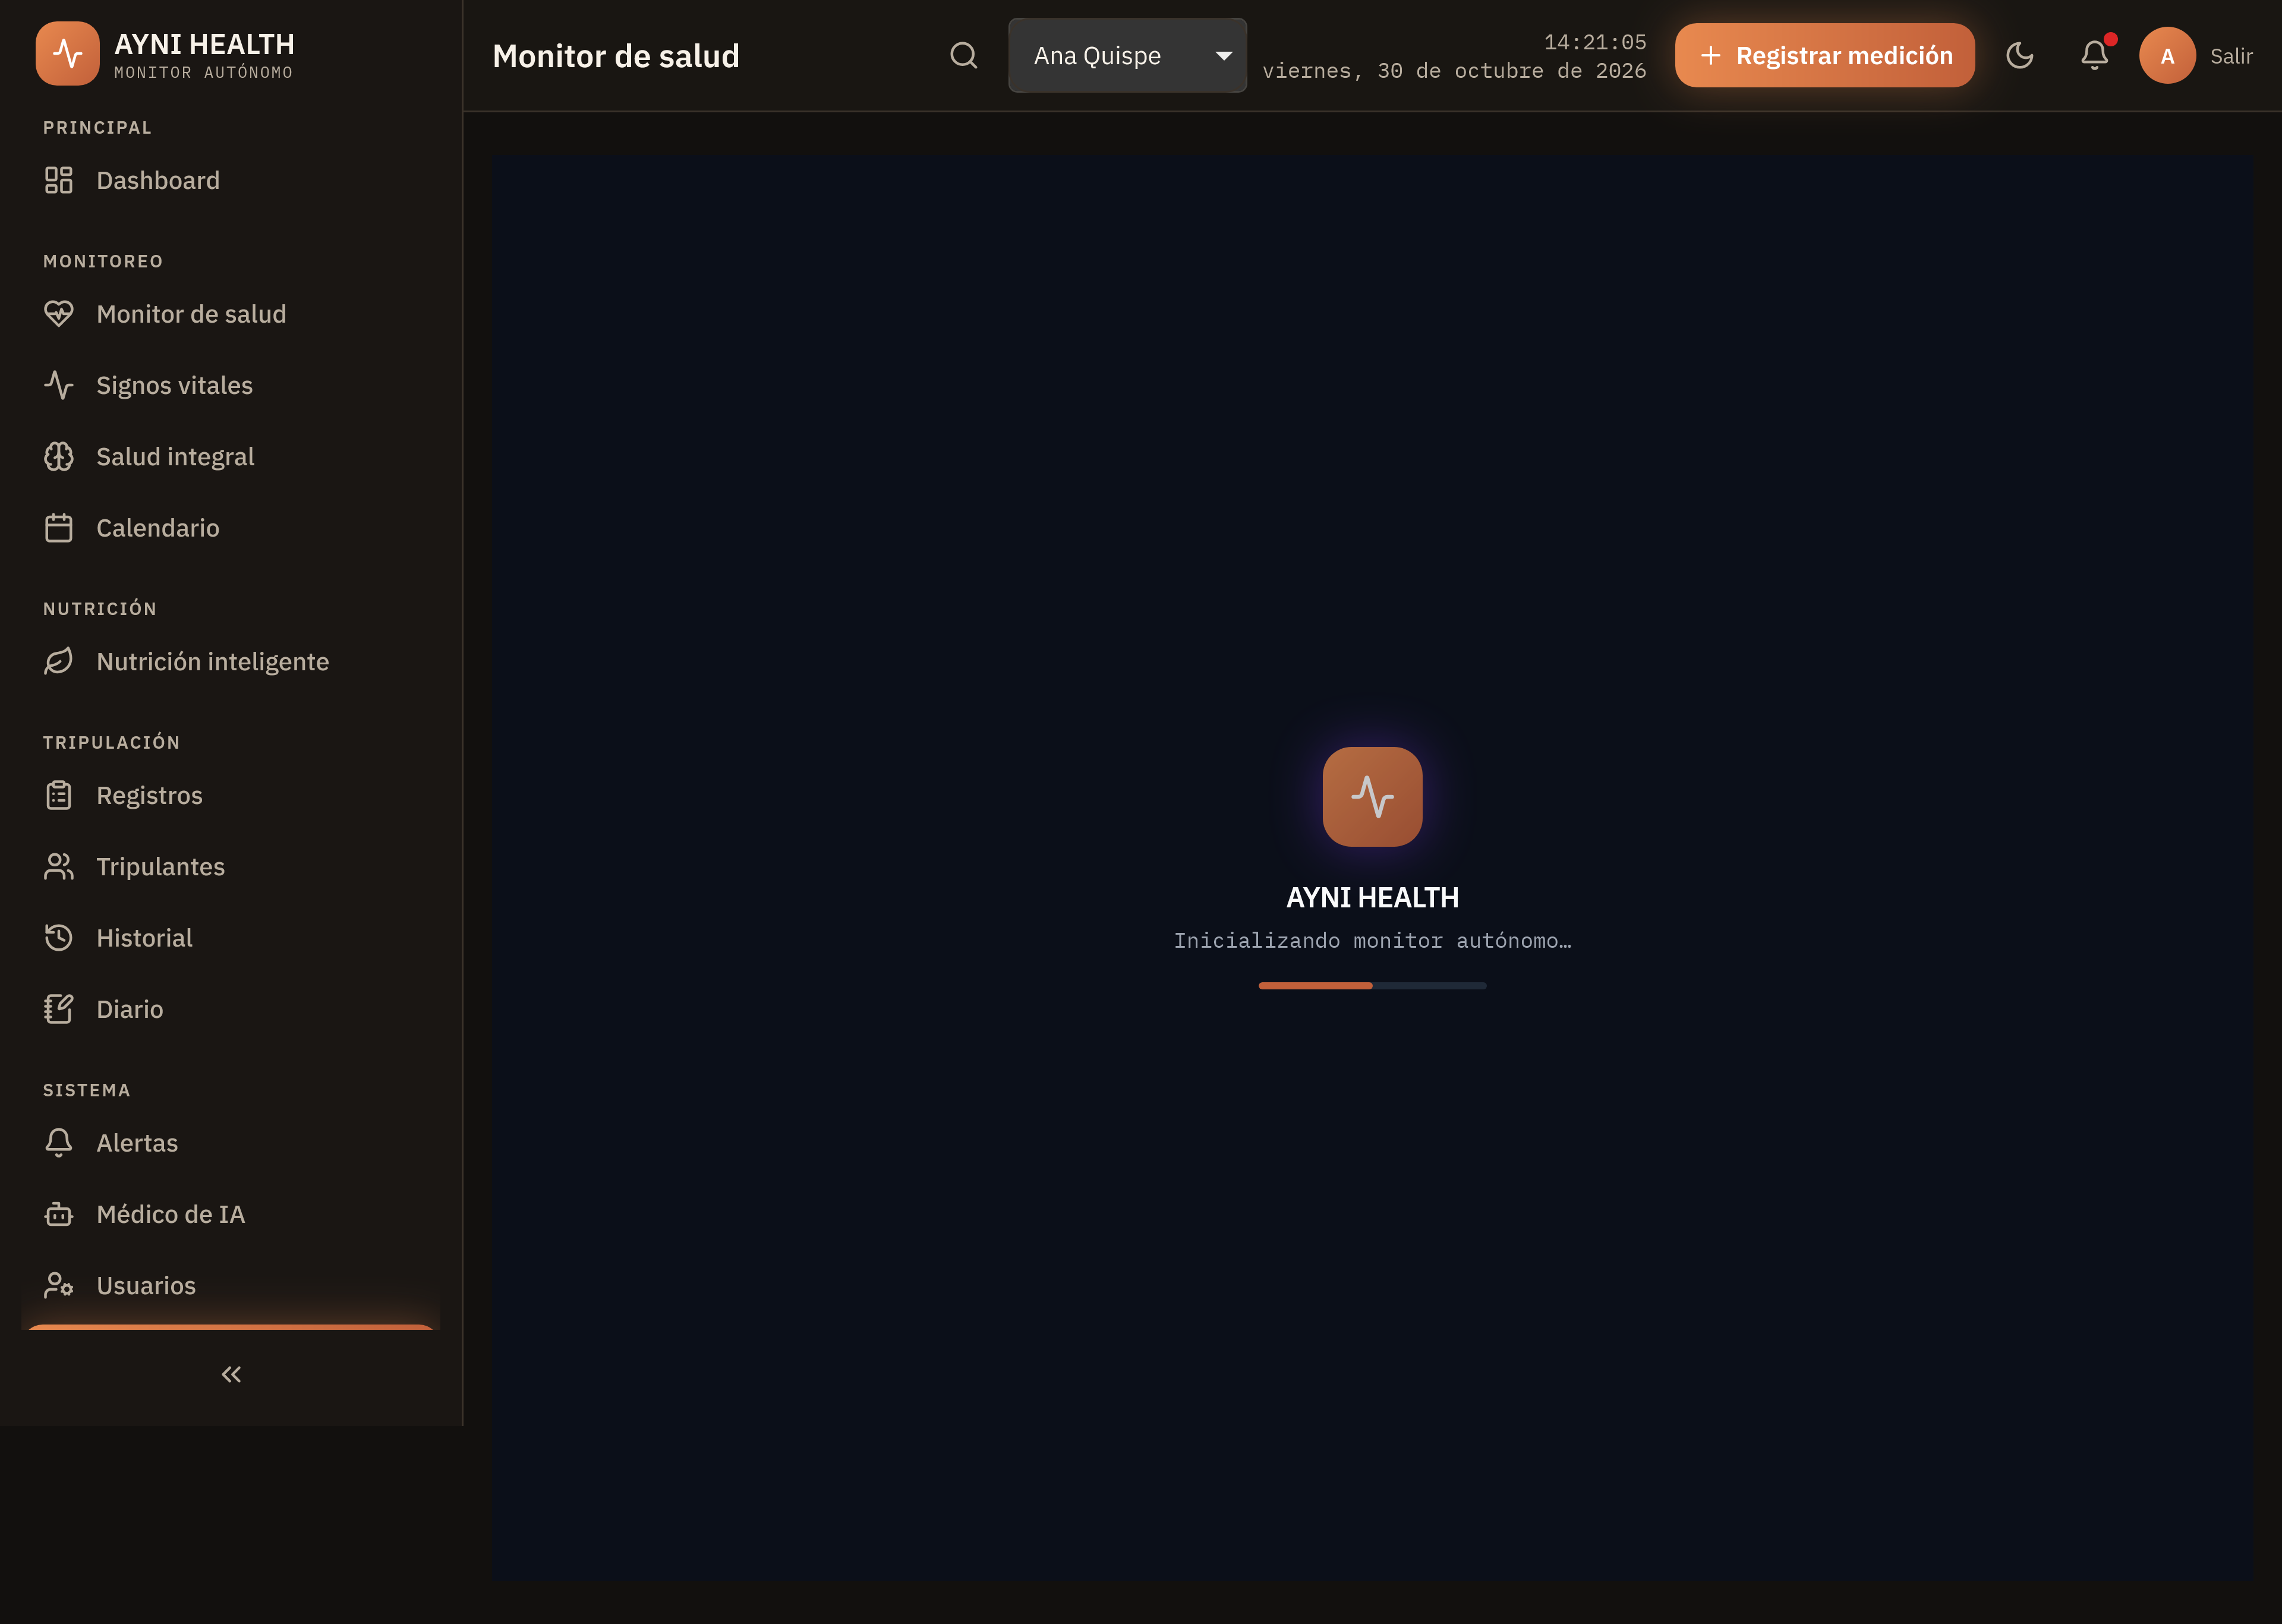 AYNI HEALTH
MONITOR AUTÓNOMO
PRINCIPAL
Dashboard
MONITOREO
Monitor de salud
Signos vitales
Salud integral
Calendario
NUTRICIÓN
Nutrición inteligente
TRIPULACIÓN
Registros
Tripulantes
Historial
Diario
SISTEMA
Alertas
Médico de IA
Usuarios
Monitor de salud
Ana Quispe
14:21:05
viernes, 30 de octubre de 2026
Registrar medición
A
Salir
AYNI HEALTH
Inicializando monitor autónomo…